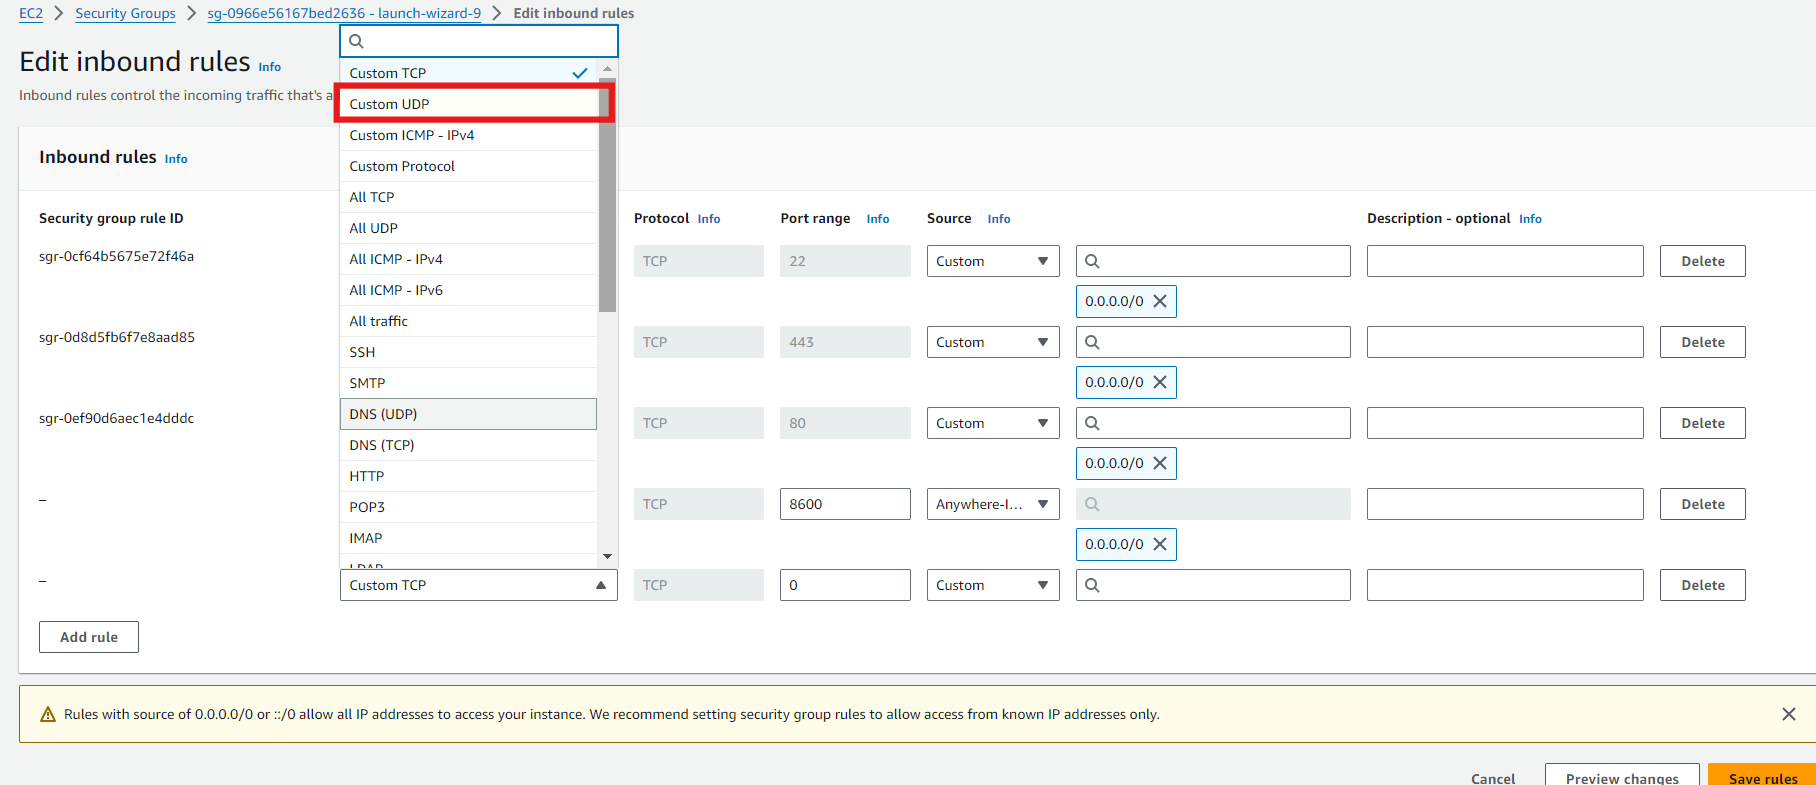 EC2 > Security Groups > sg-0966e56167bed2636 - launch-wizard-9 > Edit inbound rules
Edit inbound rules Info
Inbound rules control the incoming traffic that's a
Custom TCP
Custom UDP
Custom ICMP - IPv4
Custom Protocol
All TCP
All UDP
All ICMP - IPv4
All ICMP - IPv6
All traffic
SSH
SMTP
DNS (UDP)
DNS (TCP)
HTTP
POP3
IMAP
LDAP
Inbound rules Info
Security group rule ID Protocol Info Port range Info Source Info Description - optional Info
sgr-0cf64b5675e72f46a TCP 22 Custom Delete
0.0.0.0/0
sgr-0d8d5fb6f7e8aad85 TCP 443 Custom Delete
0.0.0.0/0
sgr-0ef90d6aec1e4dddc TCP 80 Custom Delete
0.0.0.0/0
– TCP 8600 Anywhere-I... Delete
0.0.0.0/0
– Custom TCP TCP 0 Custom Delete
Add rule
Rules with source of 0.0.0.0/0 or ::/0 allow all IP addresses to access your instance. We recommend setting security group rules to allow access from known IP addresses only.
Cancel Preview changes Save rules